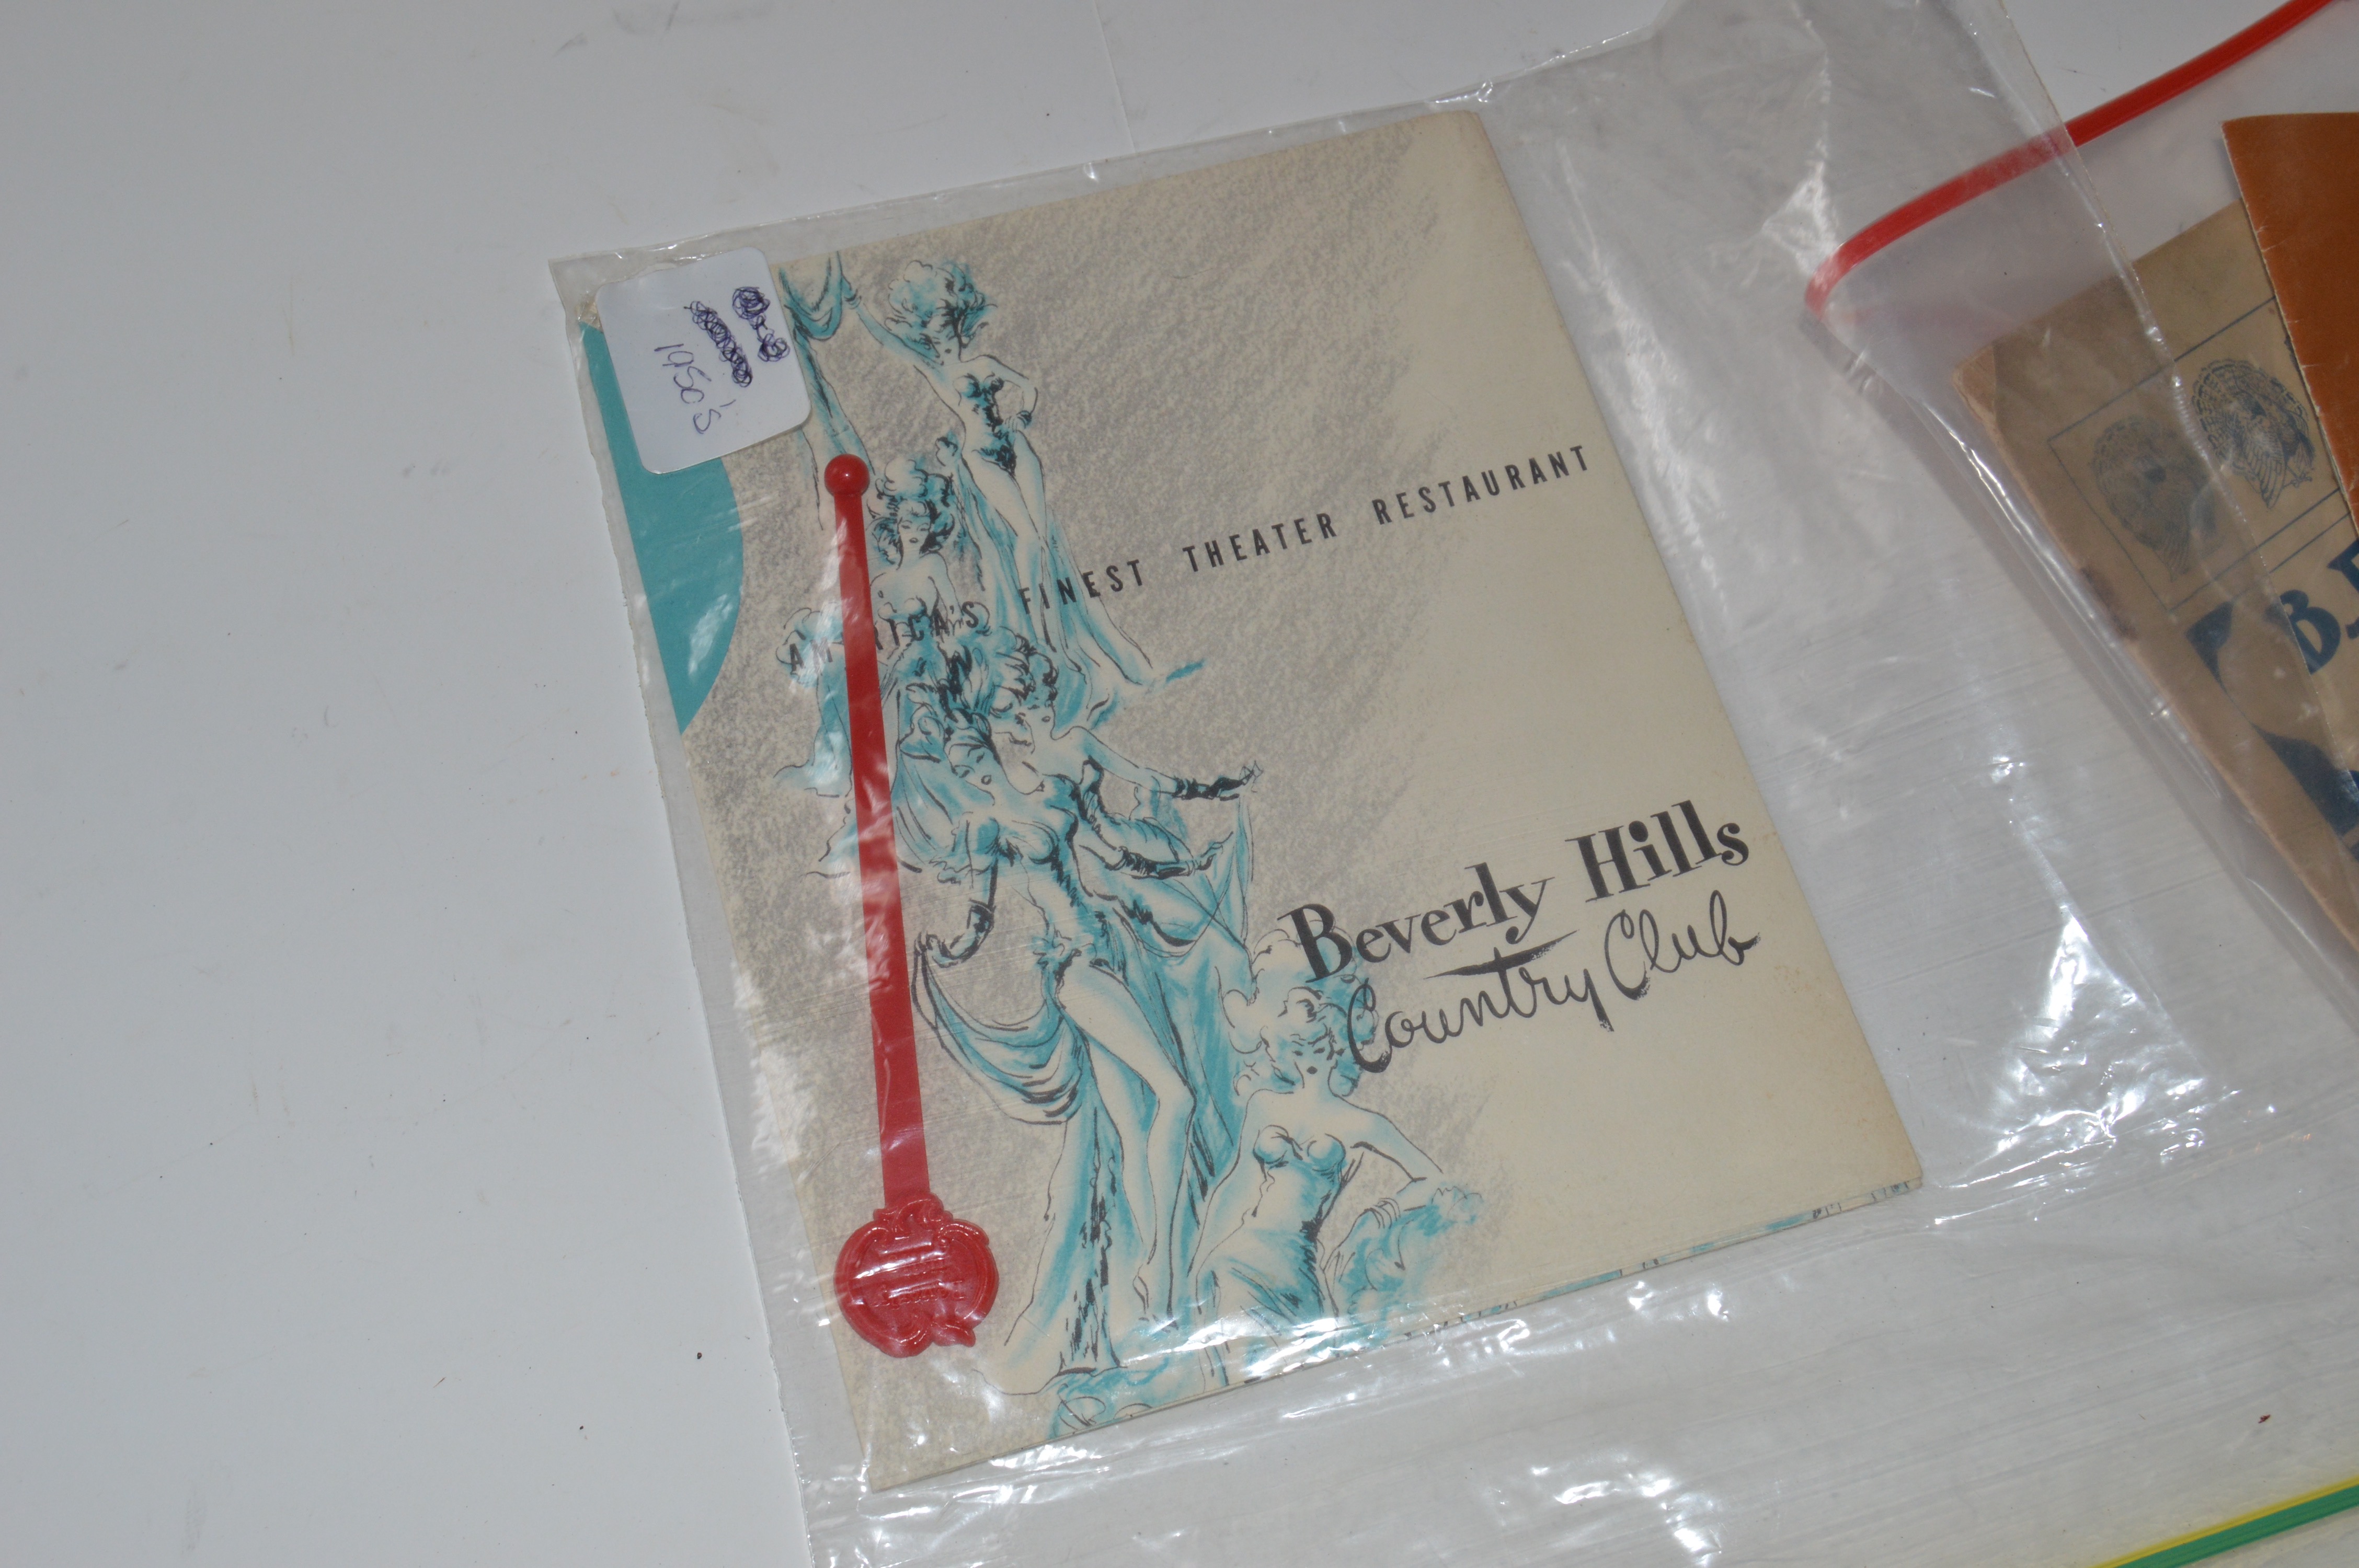 1950's
AMERICA'S FINEST THEATER RESTAURANT
Beverly Hills
Country Club